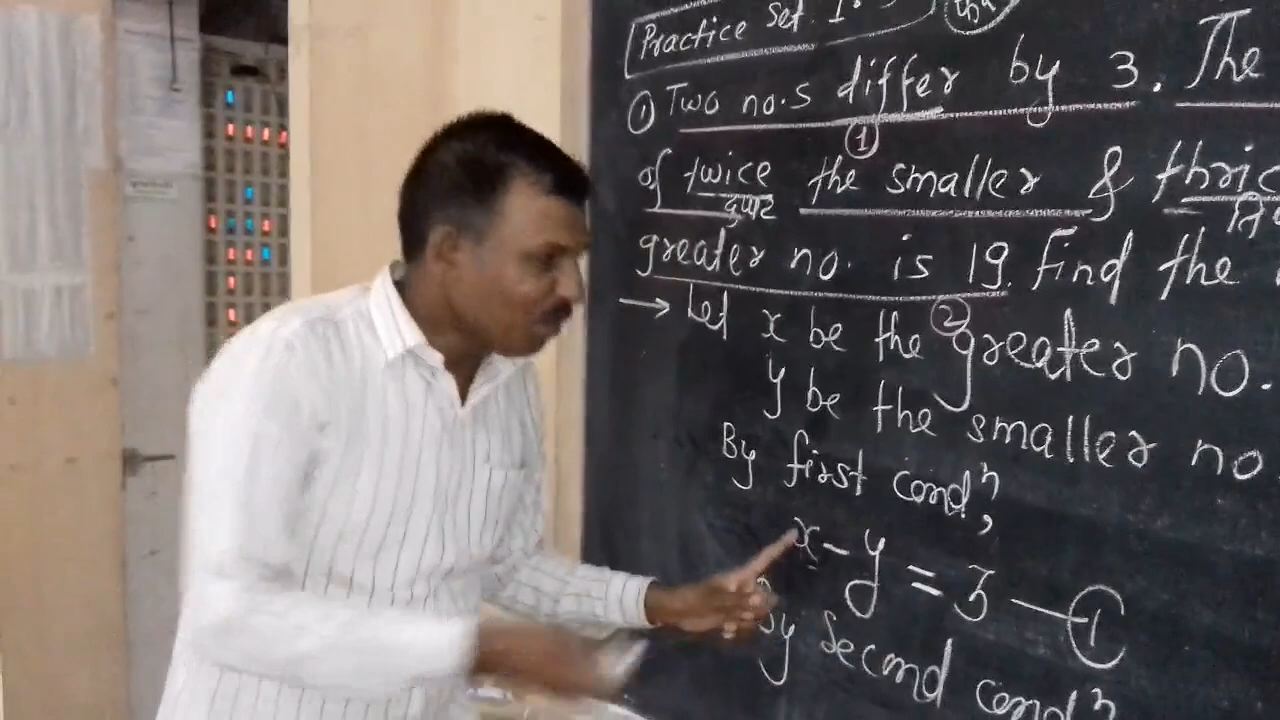 Practice Set 1.
① Two no.s differ by 3. The
①
of twice the smaller & thric
greater no. is 19. Find the
②
→ Let x be the greater no.
y be the smaller no
By first condⁿ,
x - y = 3 — ①
By Second condⁿ